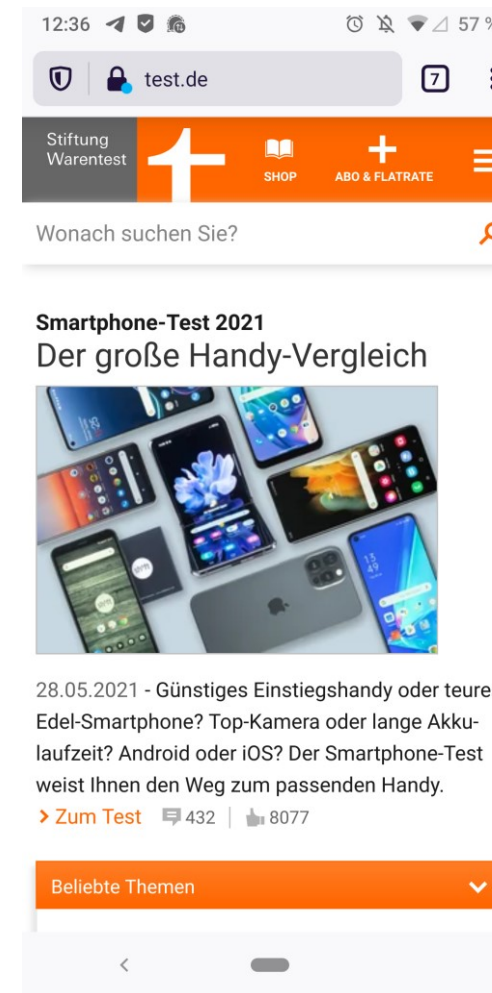 12:36
57 %
test.de
7
Stiftung
Warentest
SHOP
ABO & FLATRATE
Wonach suchen Sie?
Smartphone-Test 2021
Der große Handy-Vergleich
28.05.2021 - Günstiges Einstiegshandy oder teure
Edel-Smartphone? Top-Kamera oder lange Akku-
laufzeit? Android oder iOS? Der Smartphone-Test
weist Ihnen den Weg zum passenden Handy.
Zum Test 432 | 8077
Beliebte Themen